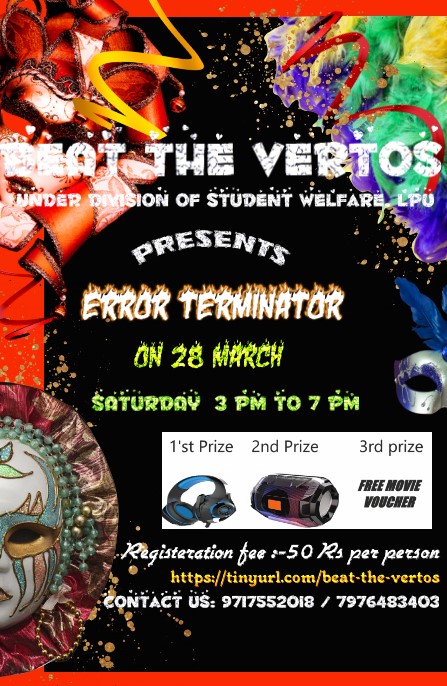 BEAT THE VERTOS
UNDER DIVISION OF STUDENT WELFARE, LPU
PRESENTS
ERROR TERMINATOR
ON 28 MARCH
SATURDAY 3 PM TO 7 PM
1'st Prize 2nd Prize 3rd prize
FREE MOVIE
VOUCHER
Registeration fee :-50 Rs per person
https://tinyurl.com/beat-the-vertos
CONTACT US: 9717552018 / 7976483403